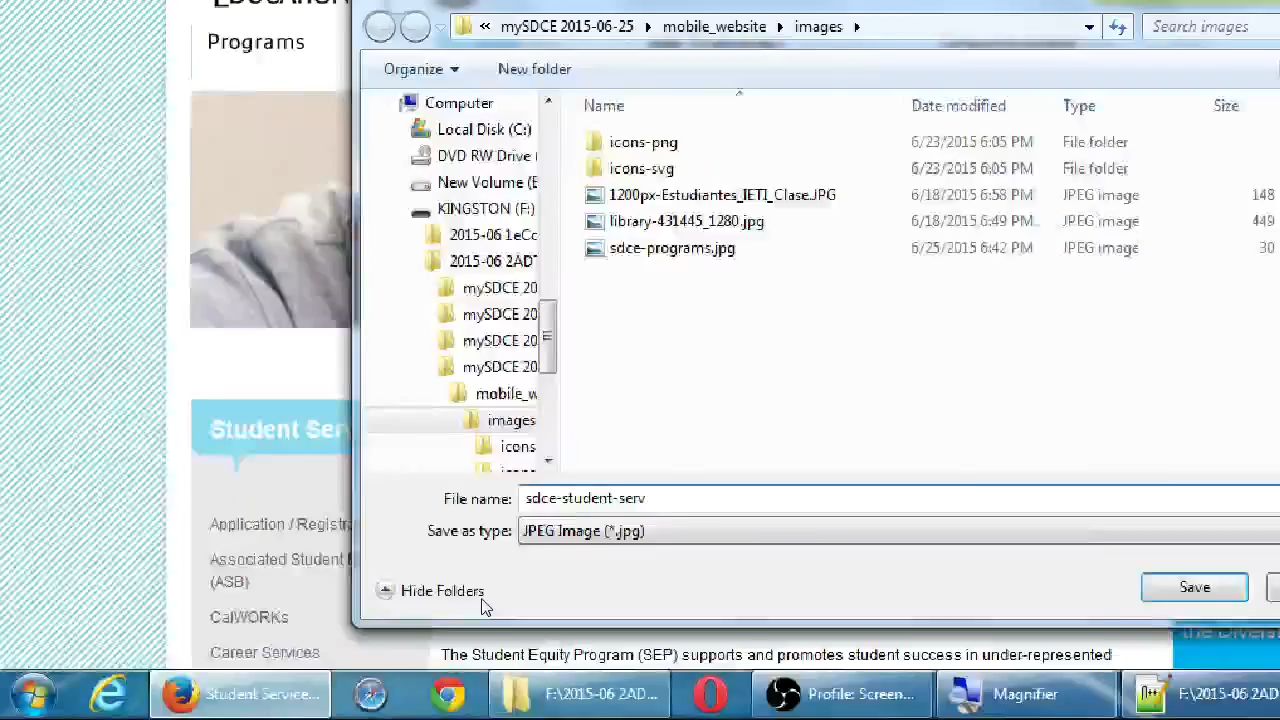 Programs
« mySDCE 2015-06-25 mobile_website images
Search images
Organize New folder
Name Date modified Type Size
Computer
Local Disk (C:)
DVD RW Drive (
New Volume (E
KINGSTON (F:)
2015-06 1eCc
2015-06 2ADT
mySDCE 20
mySDCE 20
mySDCE 20
mySDCE 20
mobile_w
images
icons
icons-png 6/23/2015 6:05 PM File folder
icons-svg 6/23/2015 6:05 PM File folder
1200px-Estudiantes_IETI_Clase.JPG 6/18/2015 6:58 PM JPEG image 148
library-431445_1280.jpg 6/18/2015 6:49 PM JPEG image 449
sdce-programs.jpg 6/25/2015 6:42 PM JPEG image 30
File name: sdce-student-serv
Save as type: JPEG Image (*.jpg)
Hide Folders
Save
Student Ser
Application / Registra
Associated Student
(ASB)
CalWORKs
Career Services
The Student Equity Program (SEP) supports and promotes student success in under-represented
the Divers
Student Service... F:\2015-06 2AD... Profile: Screen... Magnifier F:\2015-06 2AD